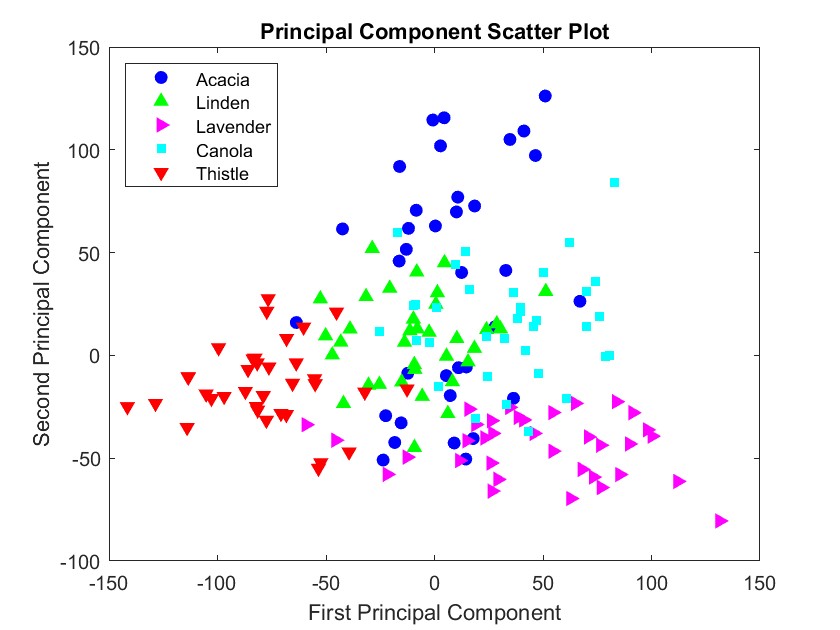 Principal Component Scatter Plot
150
100
50
0
-50
-100
Second Principal Component
Acacia
Linden
Lavender
Canola
Thistle
-150 -100 -50 0 50 100 150
First Principal Component